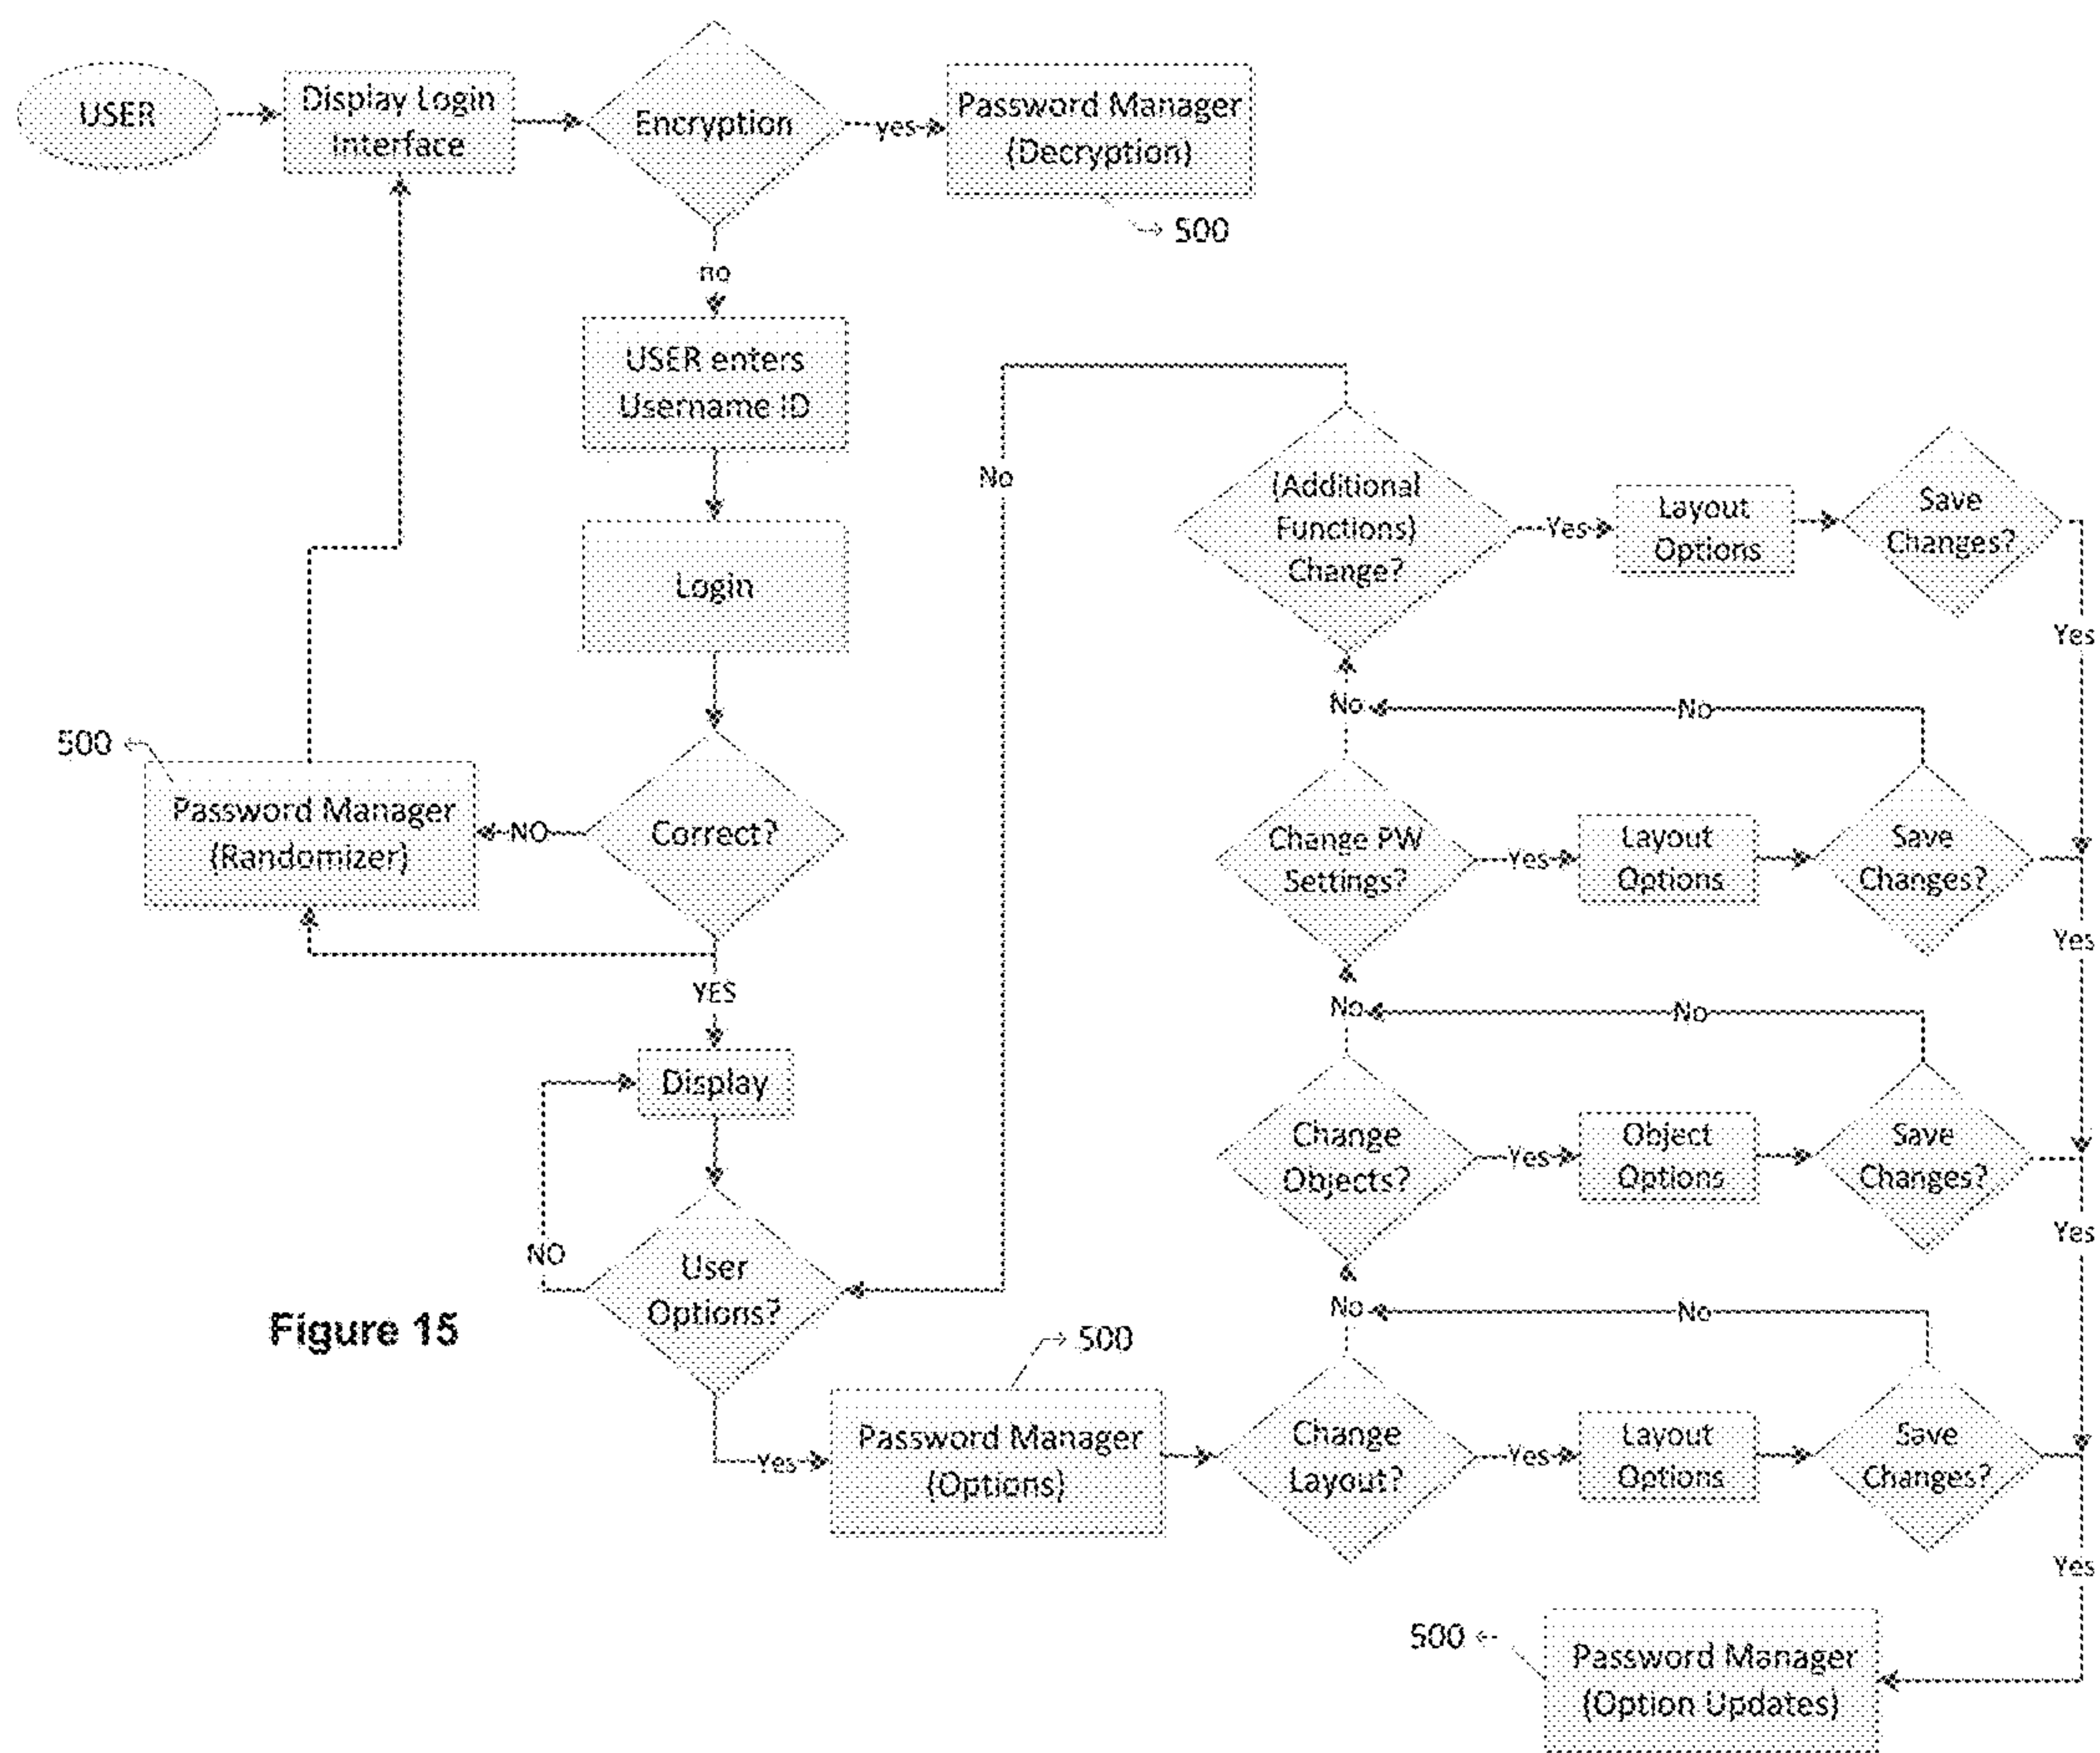 USER
Display Login
Interface
Encryption
yes
Password Manager
(Decryption)
500
no
USER enters
Username ID
Login
Correct?
NO
500
Password Manager
(Randomizer)
YES
Display
User
Options?
NO
Yes
500
Password Manager
(Options)
Change
Layout?
Yes
Layout
Options
Save
Changes?
No
No
Yes
Change
Objects?
Yes
Object
Options
Save
Changes?
No
No
Yes
Change PW
Settings?
Yes
Layout
Options
Save
Changes?
No
No
Yes
(Additional
Functions)
Change?
Yes
Layout
Options
Save
Changes?
Yes
No
500
Password Manager
(Option Updates)
Figure 15